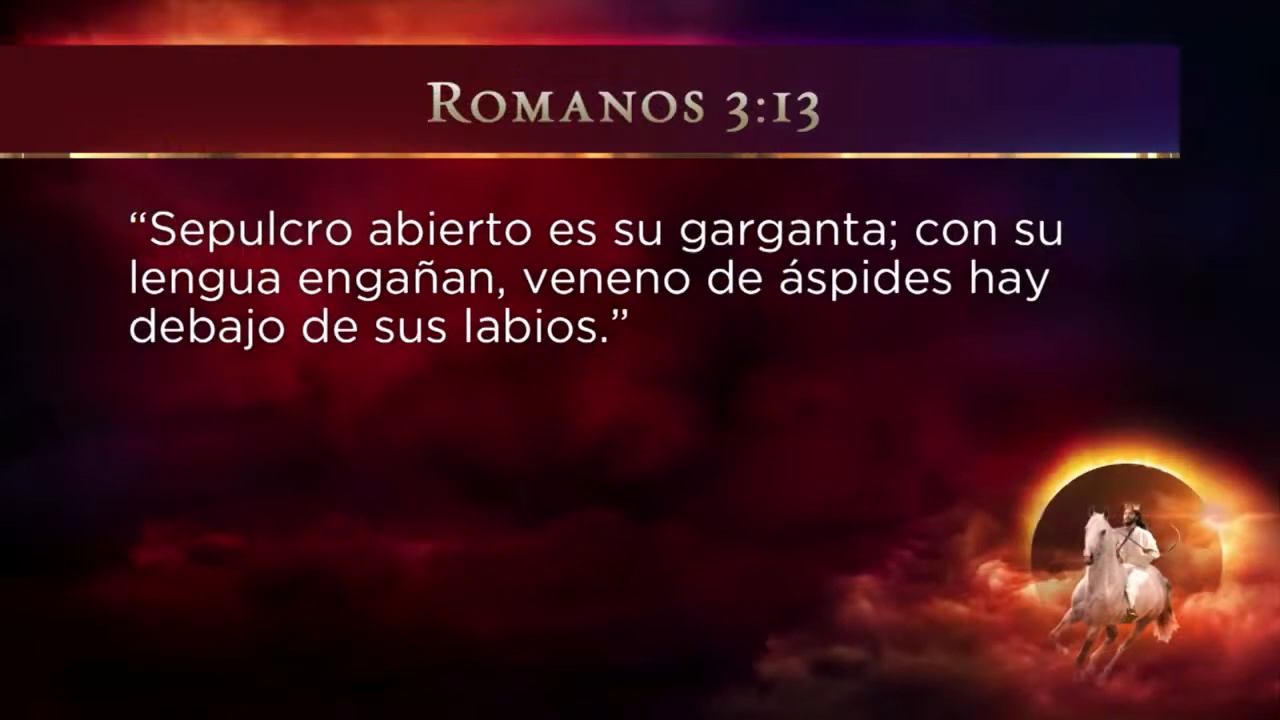 Romanos 3:13
“Sepulcro abierto es su garganta; con su
lengua engañan, veneno de áspides hay
debajo de sus labios.”